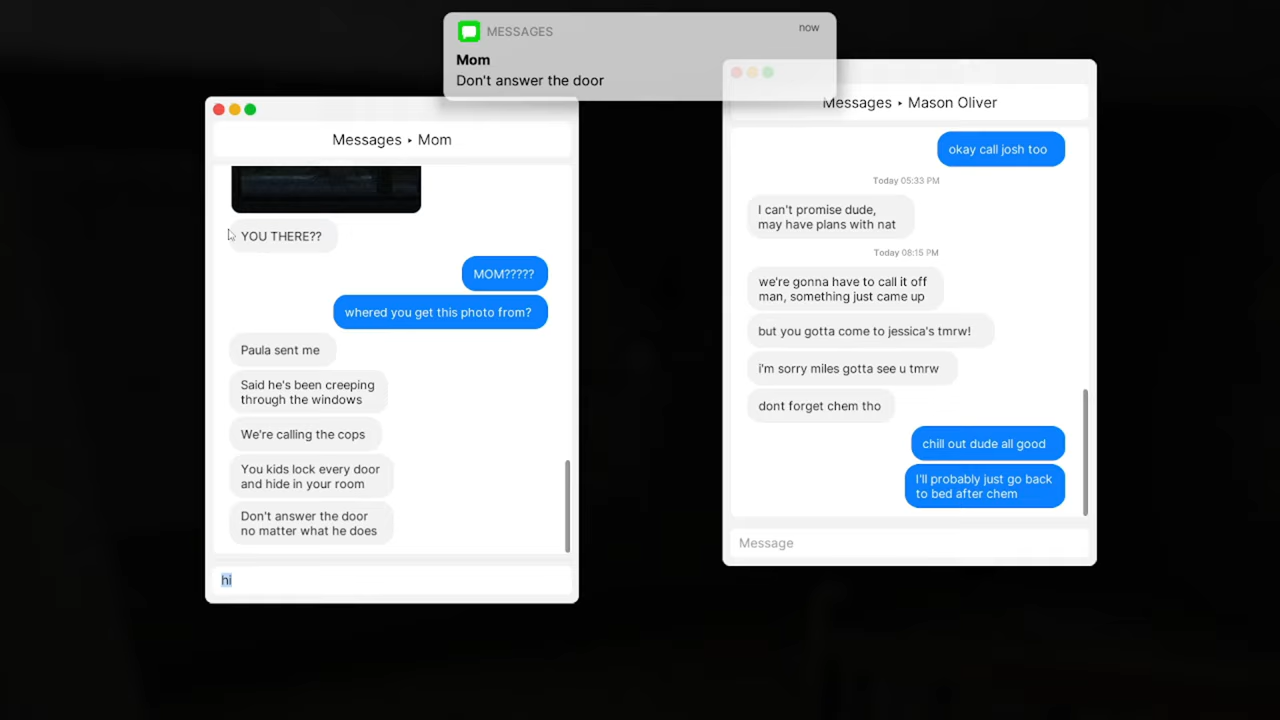 MESSAGES
now
Mom
Don't answer the door
Messages ▸ Mom
YOU THERE??
MOM?????
whered you get this photo from?
Paula sent me
Said he's been creeping
through the windows
We're calling the cops
You kids lock every door
and hide in your room
Don't answer the door
no matter what he does
hi
Messages ▸ Mason Oliver
okay call josh too
Today 05:33 PM
I can't promise dude,
may have plans with nat
Today 08:15 PM
we're gonna have to call it off
man, something just came up
but you gotta come to jessica's tmrw!
i'm sorry miles gotta see u tmrw
dont forget chem tho
chill out dude all good
I'll probably just go back
to bed after chem
Message